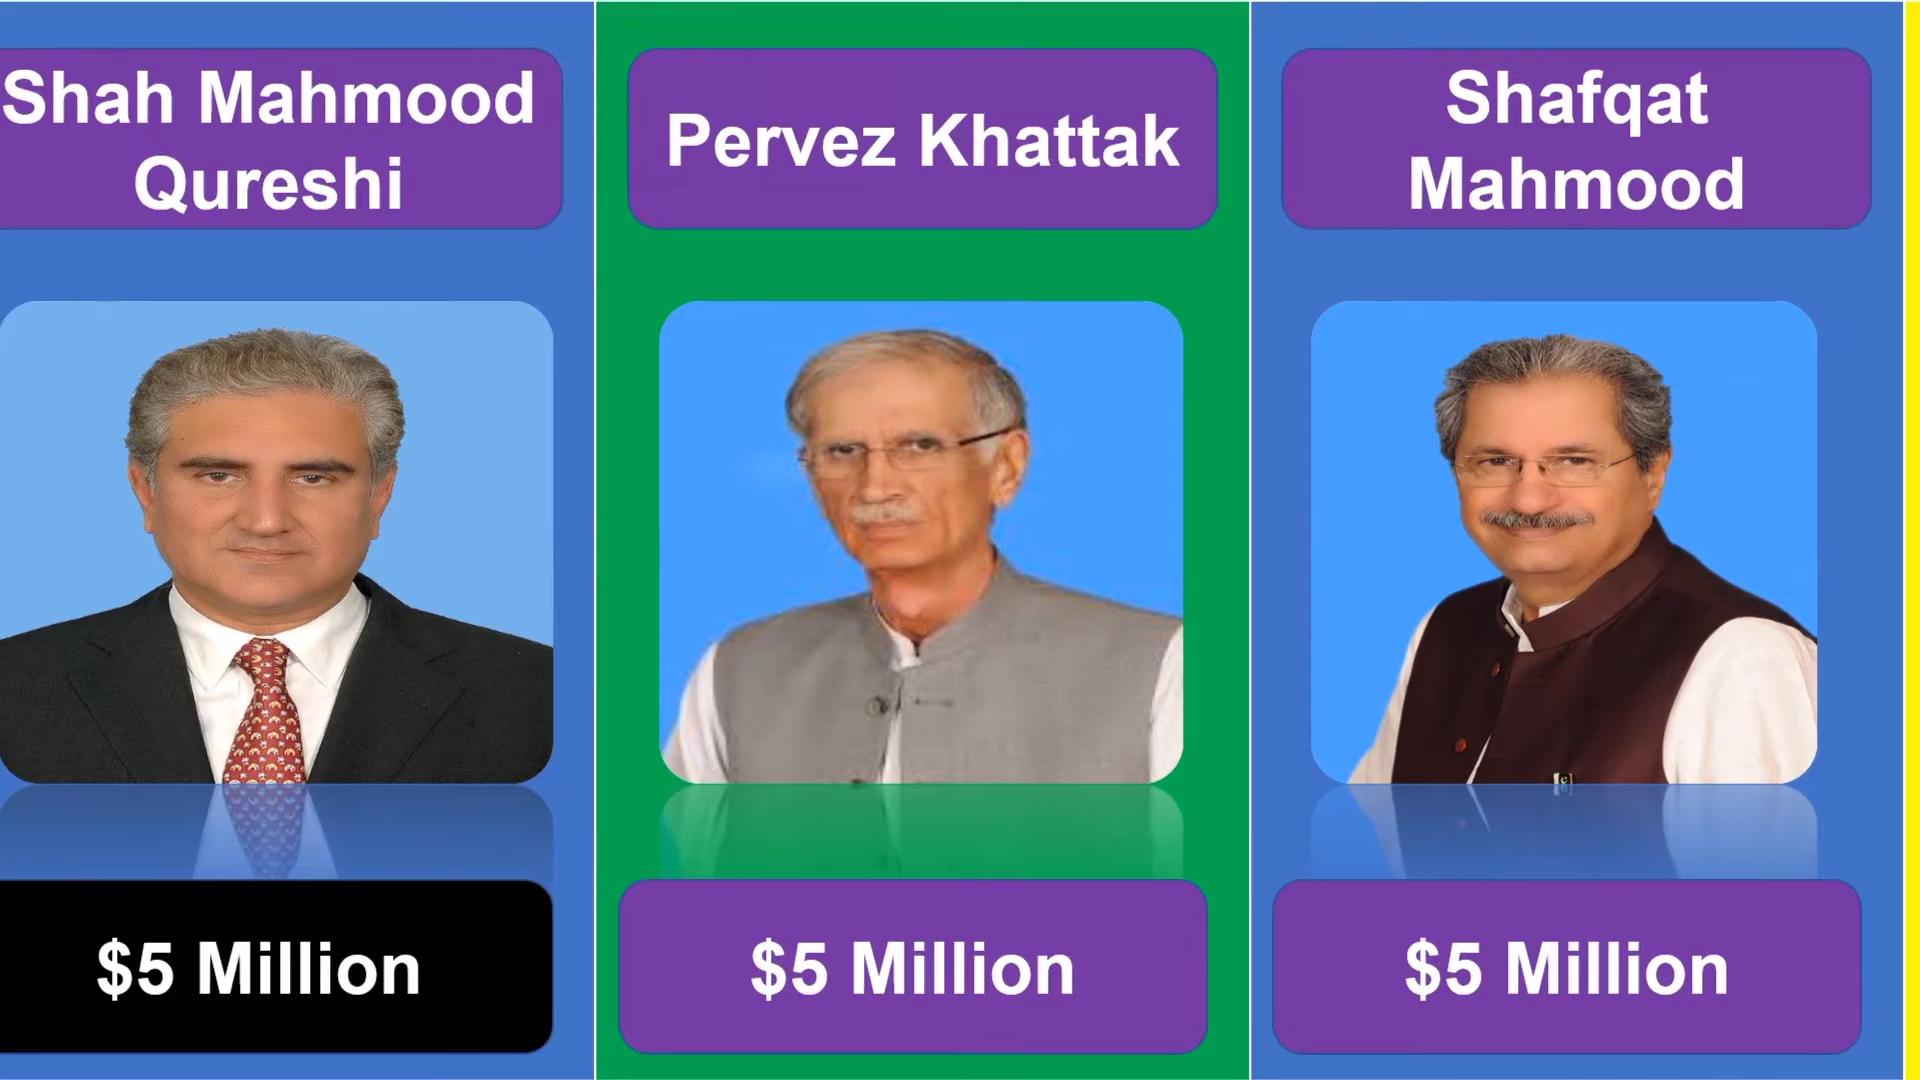 Shah Mahmood
Qureshi
Pervez Khattak
Shafqat
Mahmood
$5 Million
$5 Million
$5 Million